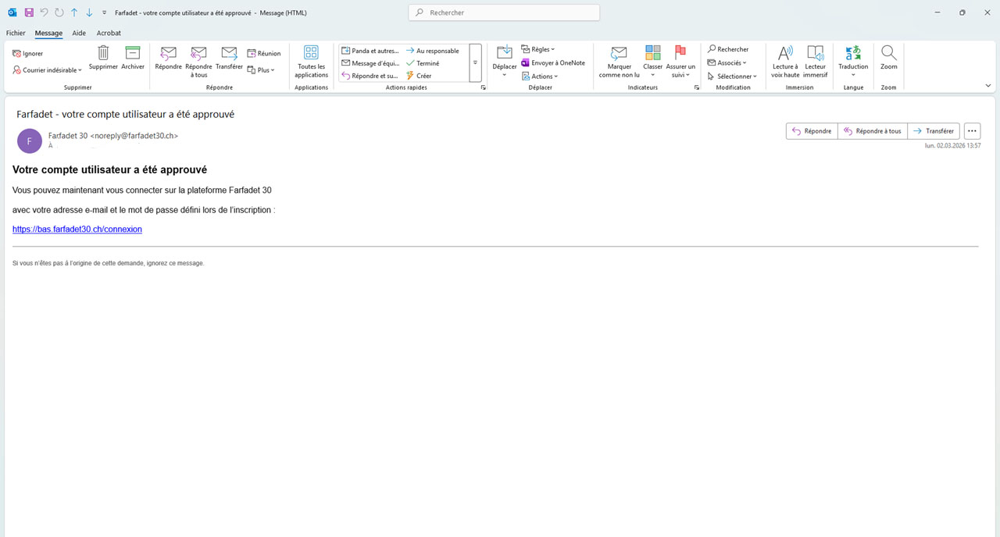 Farfadet - votre compte utilisateur a été approuvé - Message (HTML)
Rechercher
Fichier Message Aide Acrobat
Ignorer
Courrier indésirable
Supprimer
Archiver
Supprimer
Répondre
Répondre à tous
Transférer
Réunion
Plus
Répondre
Toutes les applications
Applications
Panda et autres...
Message d'équi...
Répondre et su...
Au responsable
Terminé
Créer
Actions rapides
Déplacer
Règles
Envoyer à OneNote
Actions
Déplacer
Marquer comme non lu
Classer
Assurer un suivi
Indicateurs
Rechercher
Associés
Sélectionner
Modification
Lecture à voix haute
Lecteur immersif
Immersion
Traduction
Langue
Zoom
Zoom
Farfadet - votre compte utilisateur a été approuvé
F
Farfadet 30 <noreply@farfadet30.ch>
À
Répondre
Répondre à tous
Transférer
lun. 02.03.2026 13:57
Votre compte utilisateur a été approuvé
Vous pouvez maintenant vous connecter sur la plateforme Farfadet 30
avec votre adresse e-mail et le mot de passe défini lors de l'inscription :
https://bas.farfadet30.ch/connexion
Si vous n'êtes pas à l'origine de cette demande, ignorez ce message.